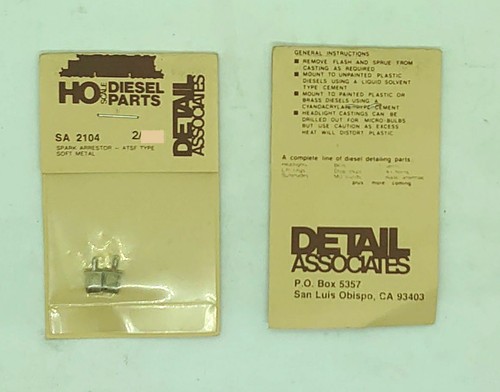 HO SCALE DIESEL
PARTS
DETAIL
ASSOCIATES
SA 2104 2/
SPARK ARRESTOR - ATSF TYPE
SOFT METAL
GENERAL INSTRUCTIONS
■ REMOVE FLASH AND SPRUE FROM
CASTING AS REQUIRED
■ MOUNT TO UNPAINTED PLASTIC
DIESELS USING A LIQUID SOLVENT
TYPE CEMENT
■ MOUNT TO PAINTED PLASTIC OR
BRASS DIESELS USING A
CYANOACRYLATE TYPE CEMENT
■ HEADLIGHT CASTINGS CAN BE
DRILLED OUT FOR MICRO-BULBS
BUT USE CAUTION AS EXCESS
HEAT WILL DISTORT PLASTIC
A complete line of diesel detailing parts
plus more coming
DETAIL
ASSOCIATES
P.O. Box 5357
San Luis Obispo, CA 93403